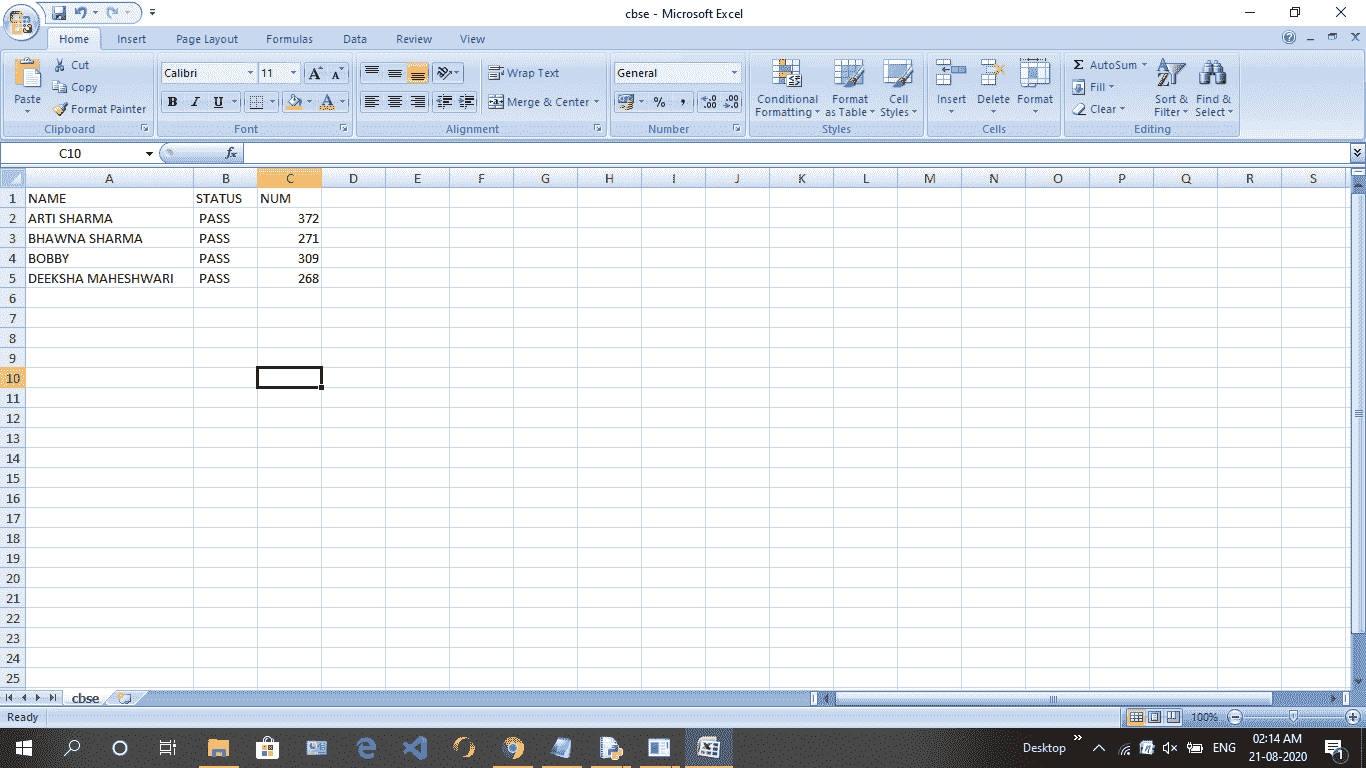 cbse - Microsoft Excel
Home Insert Page Layout Formulas Data Review View
Cut
Copy
Format Painter
Paste
Clipboard
Calibri 11
B I U
Font
Wrap Text
Merge & Center
Alignment
General
% ,
Number
Conditional Formatting
Format as Table
Cell Styles
Styles
Insert Delete Format
Cells
Σ AutoSum
Fill
Clear
Sort & Filter
Find & Select
Editing
C10 fx
A B C D E F G H I J K L M N O P Q R S
1 NAME STATUS NUM
2 ARTI SHARMA PASS 372
3 BHAWNA SHARMA PASS 271
4 BOBBY PASS 309
5 DEEKSHA MAHESHWARI PASS 268
6
7
8
9
10
11
12
13
14
15
16
17
18
19
20
21
22
23
24
25
cbse
Ready 100%
Desktop ENG 02:14 AM
21-08-2020
1